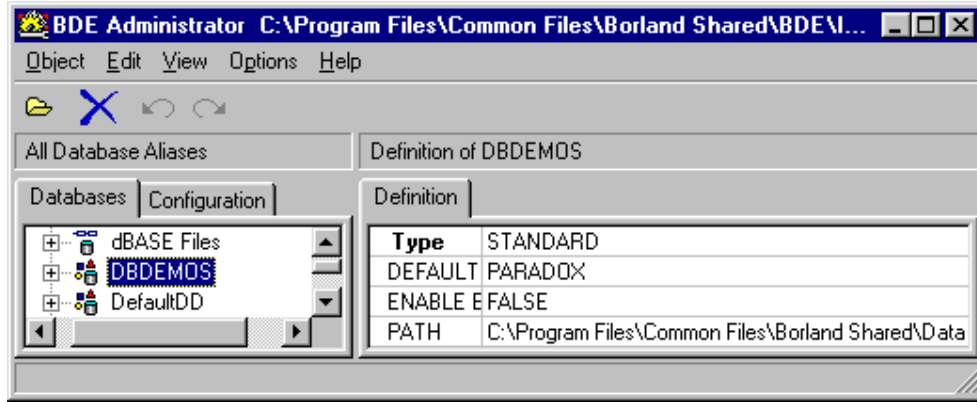 BDE Administrator C:\Program Files\Common Files\Borland Shared\BDE\I...
Object Edit View Options Help
All Database Aliases
Definition of DBDEMOS
Databases Configuration
Definition
dBASE Files
DBDEMOS
DefaultDD
Type STANDARD
DEFAULT PARADOX
ENABLE B FALSE
PATH C:\Program Files\Common Files\Borland Shared\Data